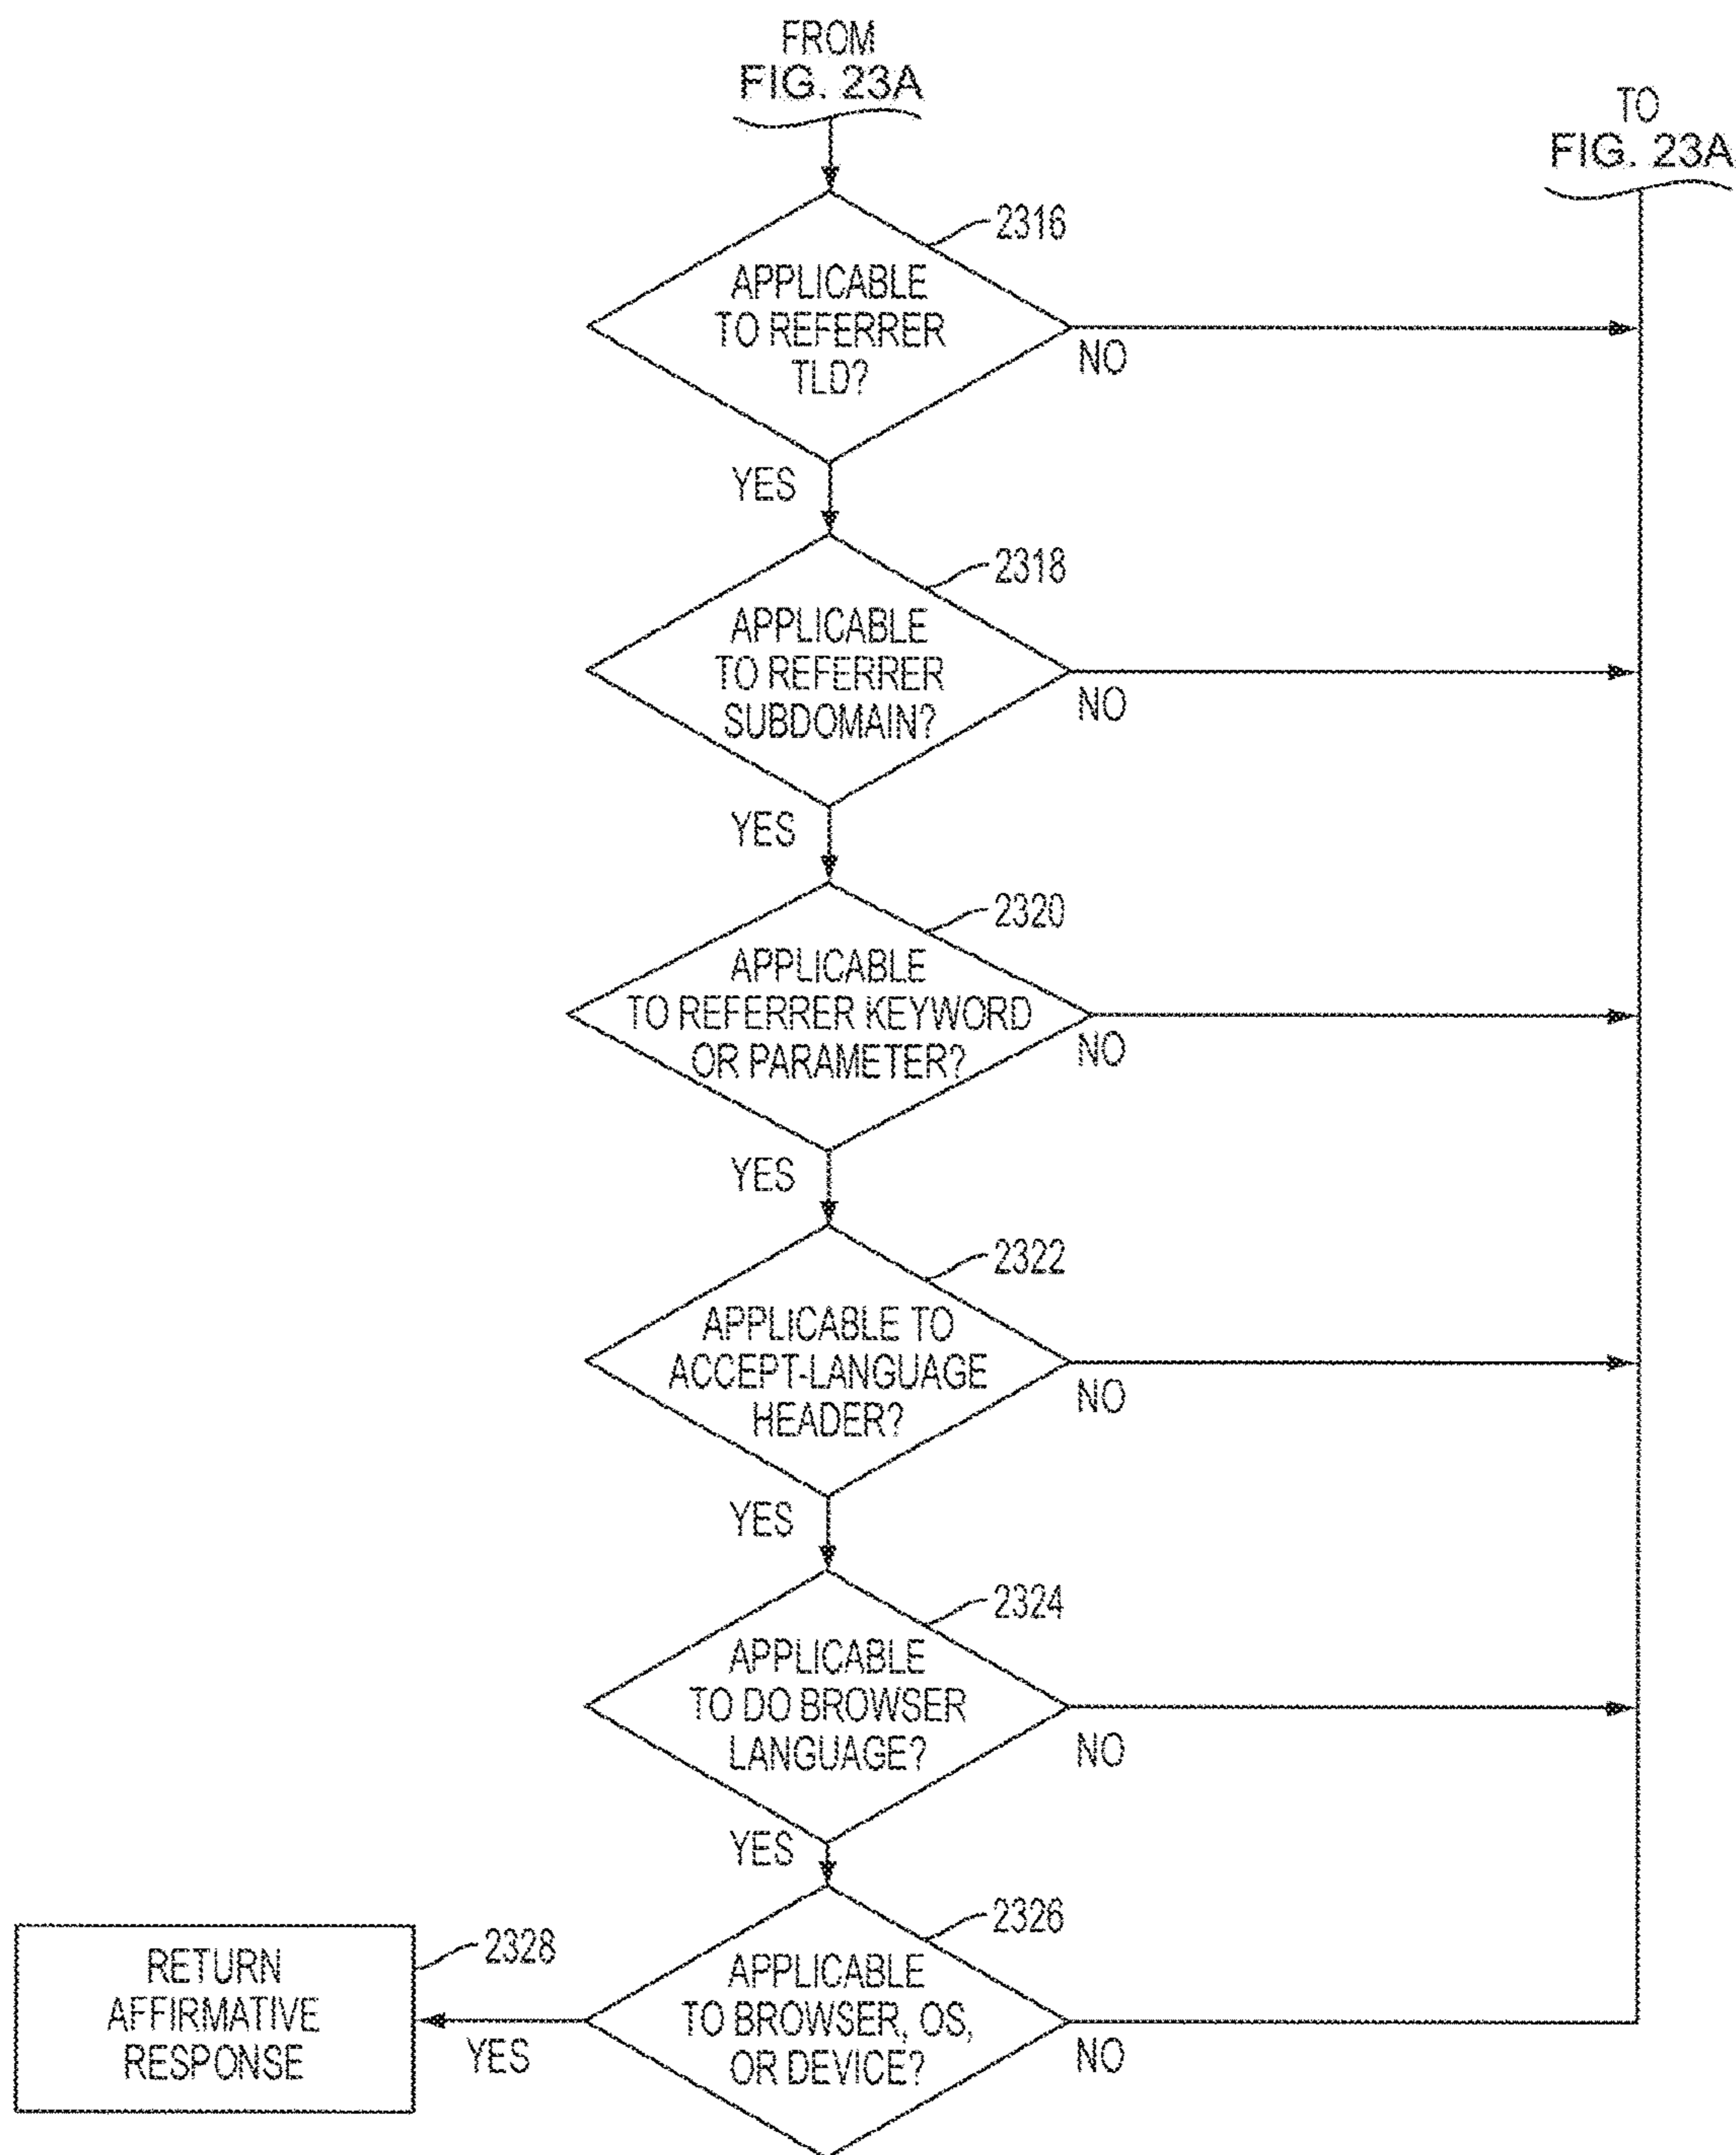 FROM
FIG. 23A
TO
FIG. 23A
2316
APPLICABLE
TO REFERRER
TLD?
NO
YES
2318
APPLICABLE
TO REFERRER
SUBDOMAIN?
NO
YES
2320
APPLICABLE
TO REFERRER KEYWORD
OR PARAMETER?
NO
YES
2322
APPLICABLE TO
ACCEPT-LANGUAGE
HEADER?
NO
YES
2324
APPLICABLE
TO DO BROWSER
LANGUAGE?
NO
YES
2326
APPLICABLE
TO BROWSER, OS,
OR DEVICE?
NO
YES
2328
RETURN
AFFIRMATIVE
RESPONSE